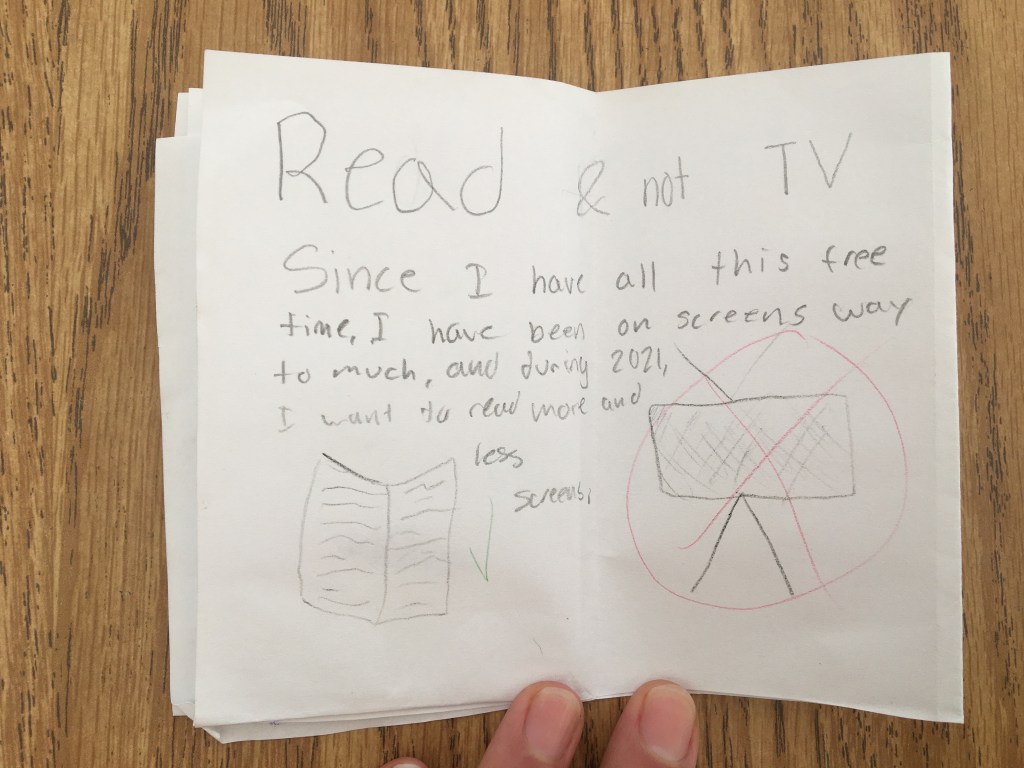 Read & not TV
Since I have all this free
time, I have been on screens way
to much, and during 2021,
I want to read more and
less
screens,